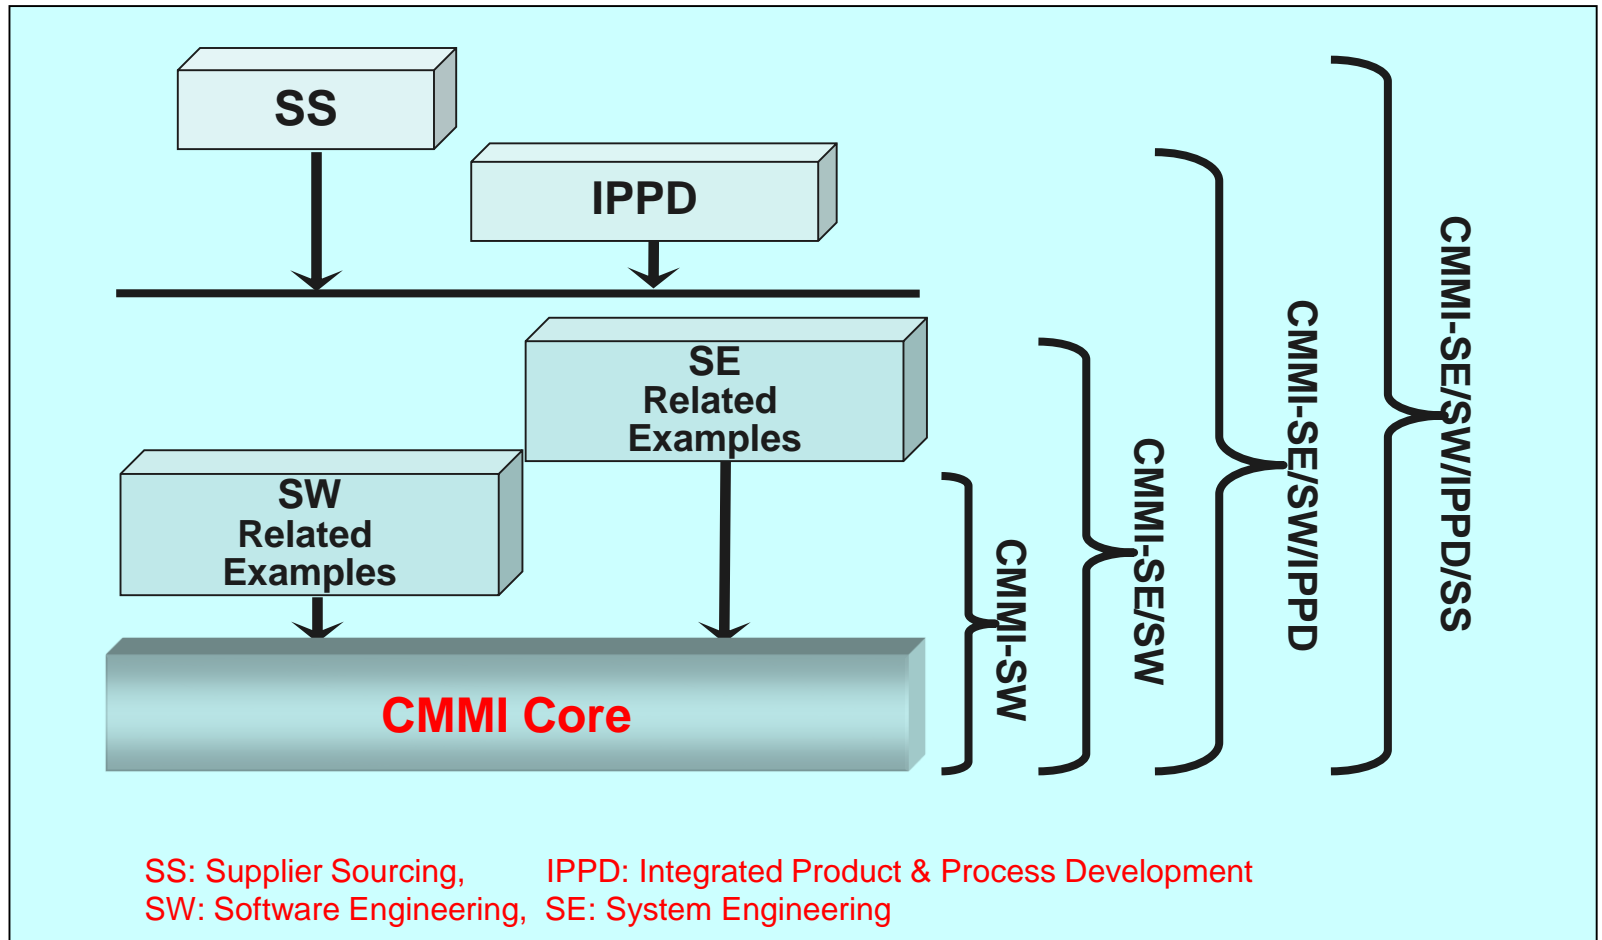 SS
IPPD
SE
Related
Examples
SW
Related
Examples
CMMI Core
CMMI-SW
CMMI-SE/SW
CMMI-SE/SW/IPPD
CMMI-SE/SW/IPPD/SS
SS: Supplier Sourcing, IPPD: Integrated Product & Process Development
SW: Software Engineering, SE: System Engineering